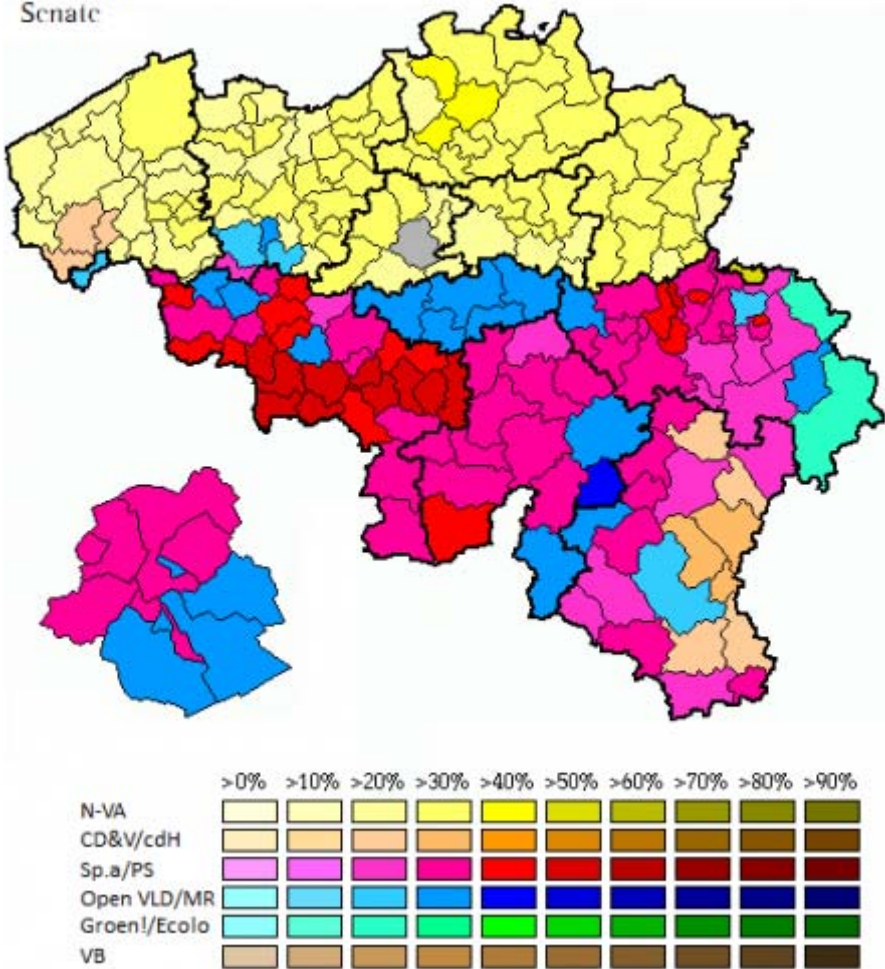 Senate
>0% >10% >20% >30% >40% >50% >60% >70% >80% >90%
N-VA
CD&V/cdH
Sp.a/PS
Open VLD/MR
Groen!/Ecolo
VB